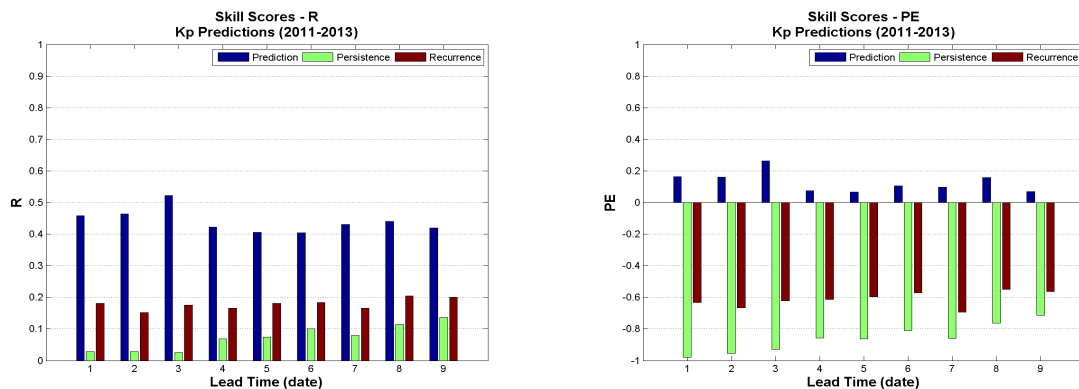 Skill Scores - R
Kp Predictions (2011-2013)
Prediction Persistence Recurrence
1
0.9
0.8
0.7
0.6
0.5
0.4
0.3
0.2
0.1
0
R
1 2 3 4 5 6 7 8 9
Lead Time (date)
Skill Scores - PE
Kp Predictions (2011-2013)
Prediction Persistence Recurrence
1
0.8
0.6
0.4
0.2
0
-0.2
-0.4
-0.6
-0.8
-1
PE
1 2 3 4 5 6 7 8 9
Lead Time (date)